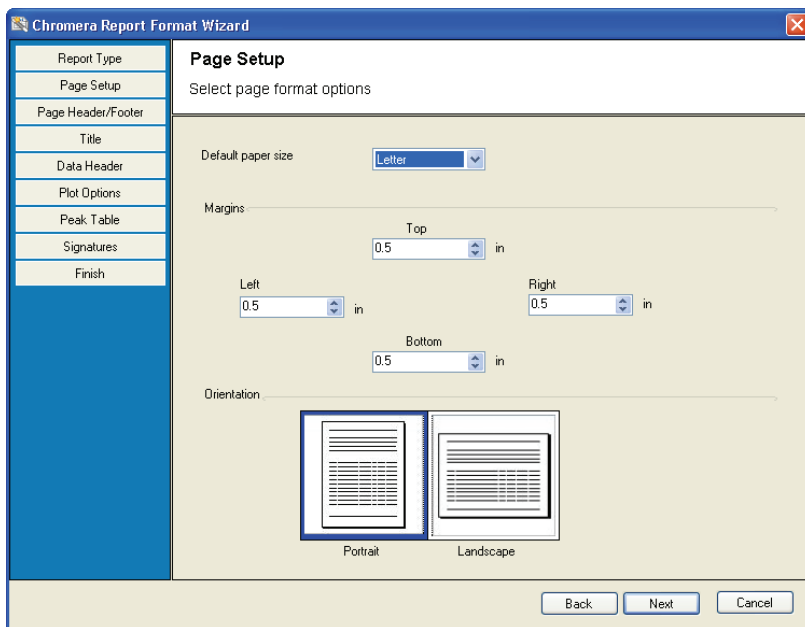 Chromera Report Format Wizard
Report Type
Page Setup
Page Header/Footer
Title
Data Header
Plot Options
Peak Table
Signatures
Finish
Page Setup
Select page format options
Default paper size Letter
Margins
Top
0.5 in
Left Right
0.5 in 0.5 in
Bottom
0.5 in
Orientation
Portrait Landscape
Back Next Cancel